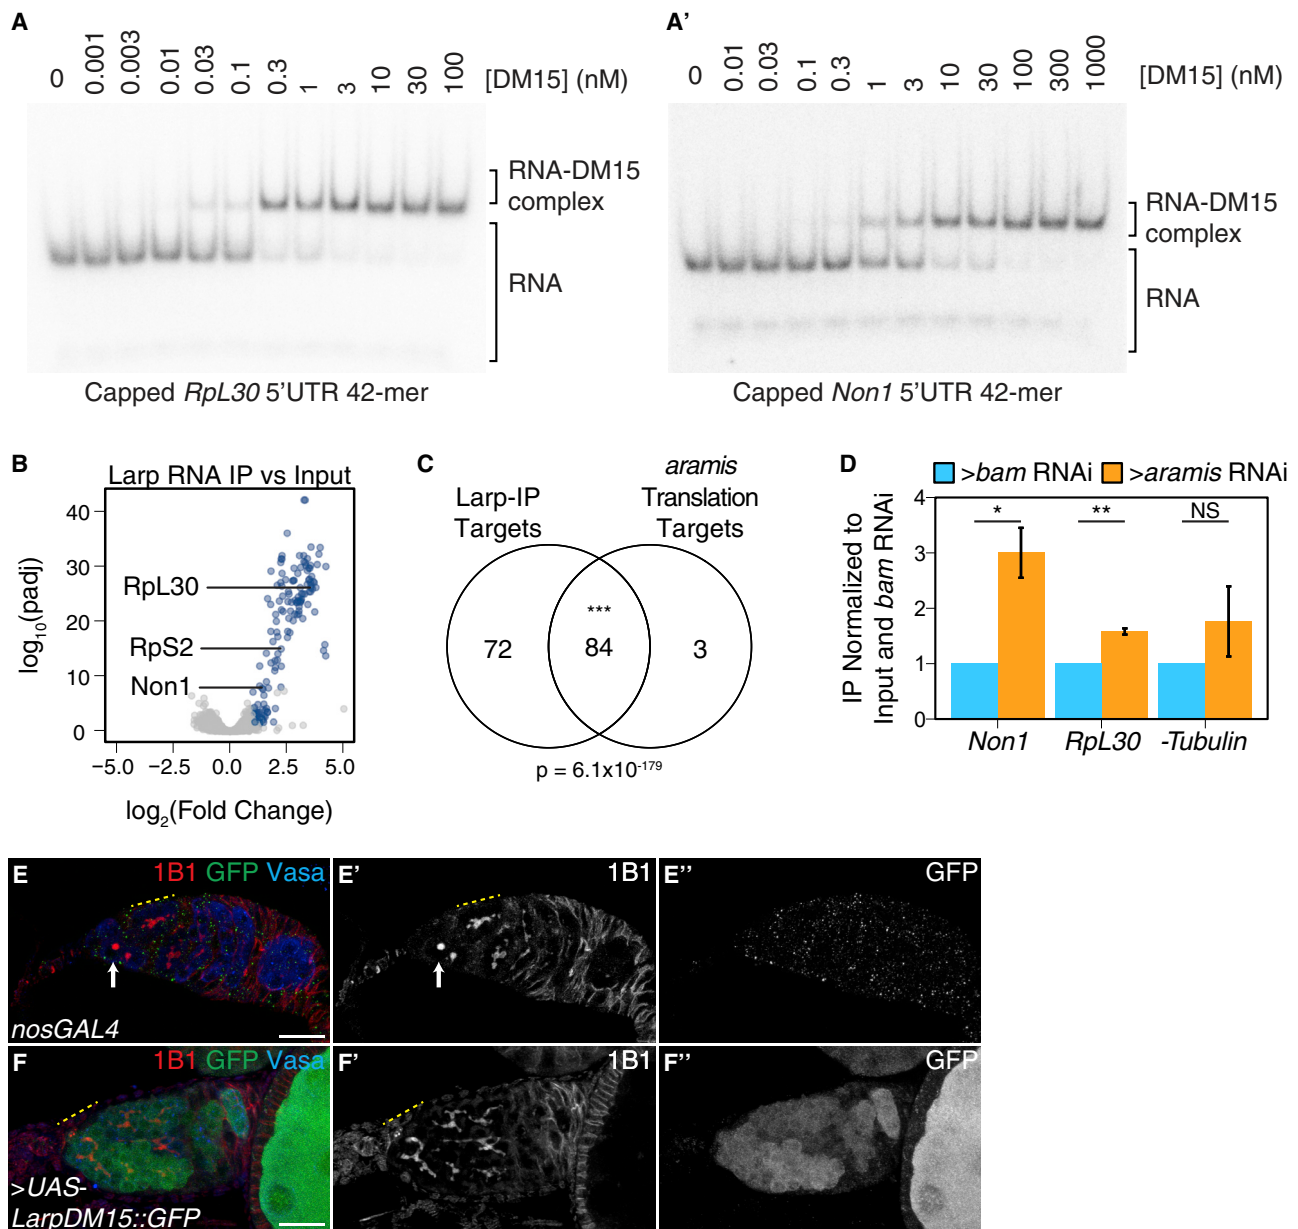 A
0 0.001 0.003 0.01 0.03 0.1 0.3 1 3 10 30 100 [DM15] (nM)
RNA-DM15
complex
RNA
Capped RpL30 5'UTR 42-mer
A'
0 0.01 0.03 0.1 0.3 1 3 10 30 100 300 1000 [DM15] (nM)
RNA-DM15
complex
RNA
Capped Non1 5'UTR 42-mer
B
Larp RNA IP vs Input
log10(padj)
40
30
20
10
0
RpL30
RpS2
Non1
−5.0 −2.5 0.0 2.5 5.0
log2(Fold Change)
C
Larp-IP
Targets
aramis
Translation
Targets
***
72 84 3
p = 6.1x10-179
D
>bam RNAi >aramis RNAi
IP Normalized to
Input and bam RNAi
4
3
2
1
0
* ** NS
Non1 RpL30 -Tubulin
E 1B1 GFP Vasa
nosGAL4
E' 1B1
E'' GFP
F 1B1 GFP Vasa
>UAS-
LarpDM15::GFP
F' 1B1
F'' GFP